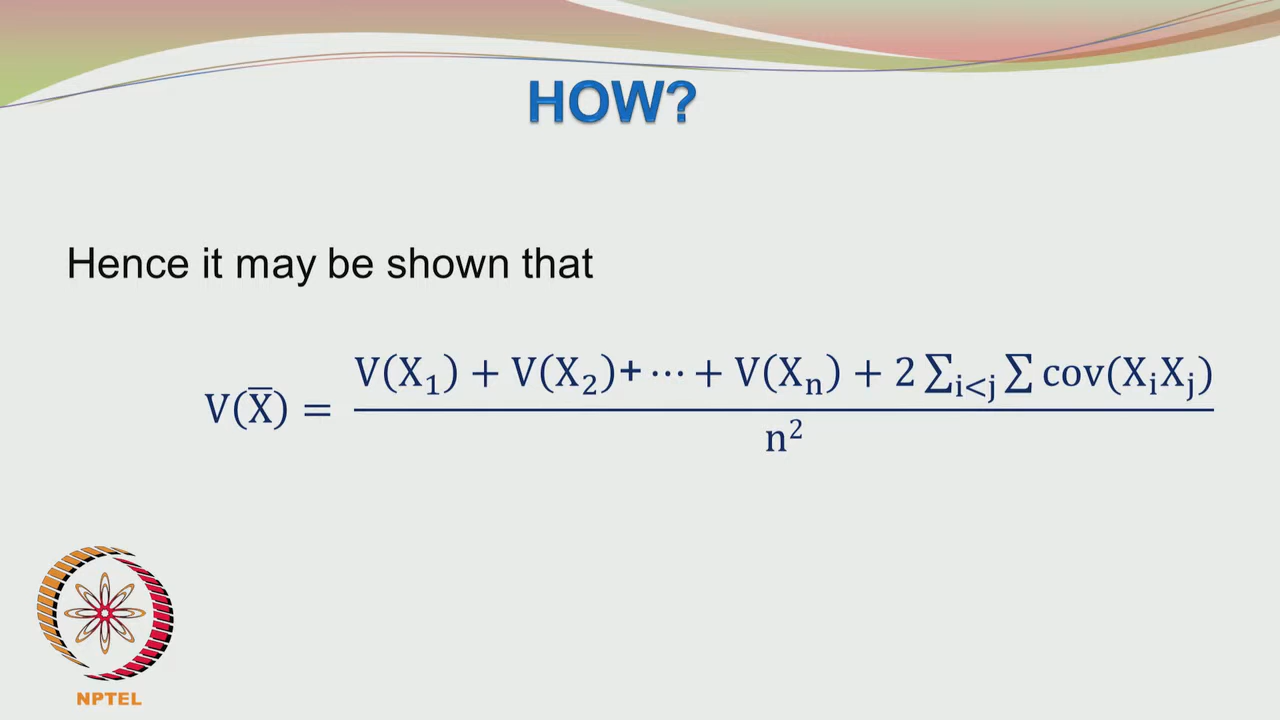 HOW?
Hence it may be shown that
V(X̅) = V(X₁) + V(X₂)+ ⋯ + V(Xₙ) + 2 ∑i<j ∑ cov(XᵢXⱼ)
n²
NPTEL